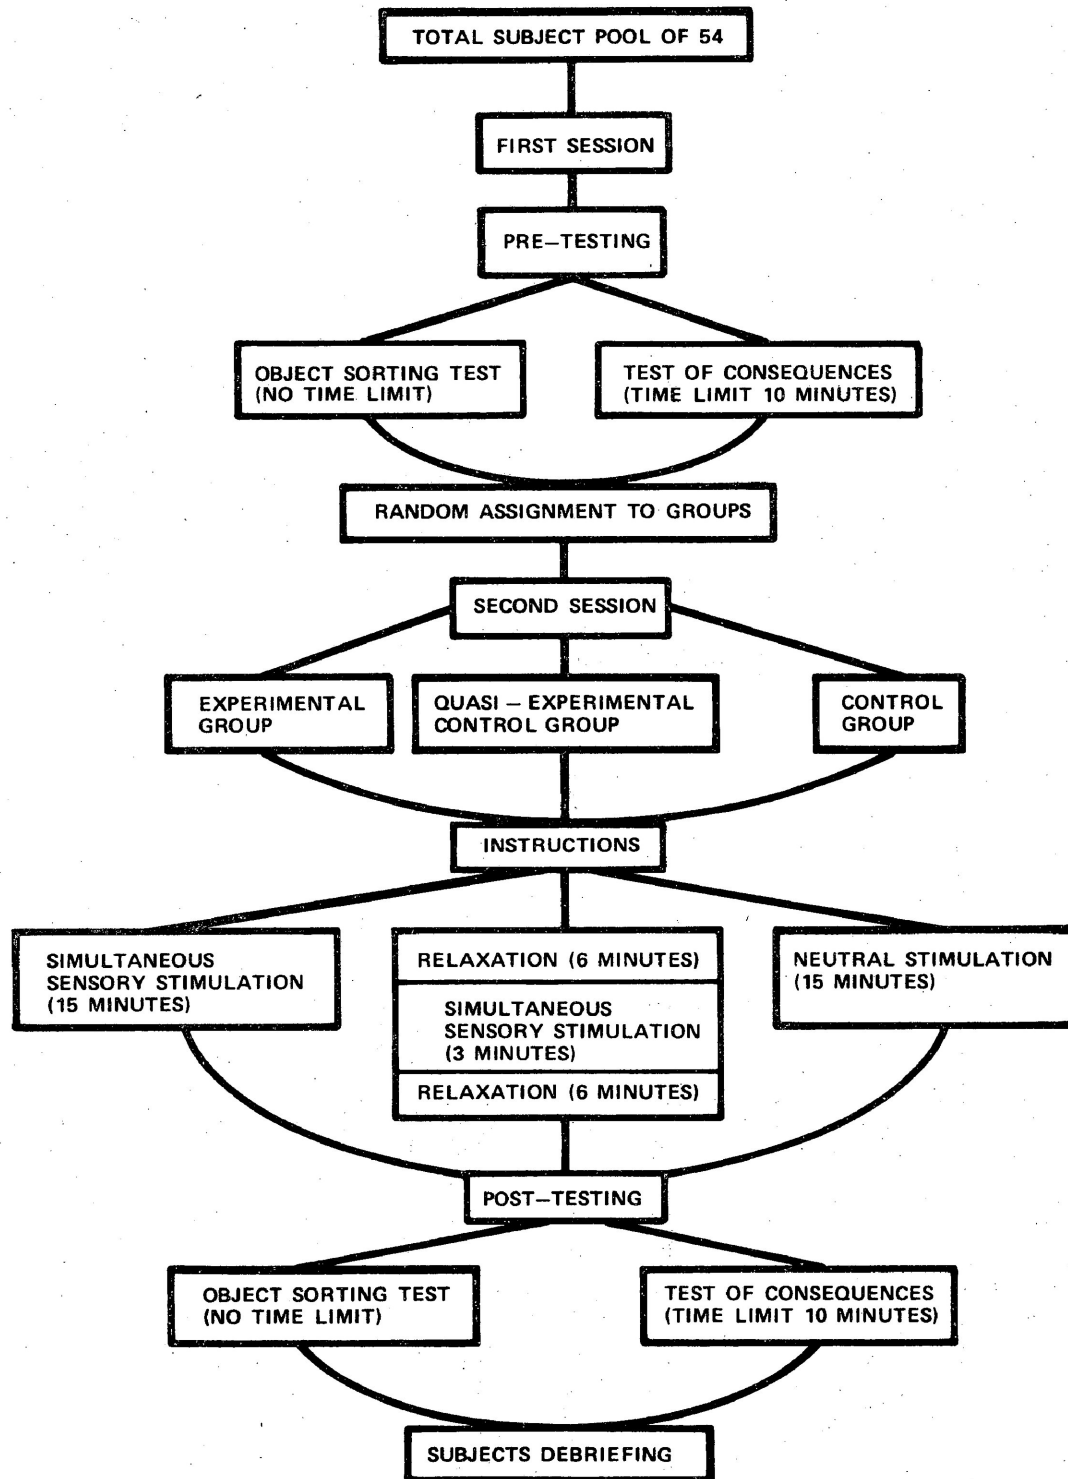 TOTAL SUBJECT POOL OF 54
FIRST SESSION
PRE–TESTING
OBJECT SORTING TEST
(NO TIME LIMIT)
TEST OF CONSEQUENCES
(TIME LIMIT 10 MINUTES)
RANDOM ASSIGNMENT TO GROUPS
SECOND SESSION
EXPERIMENTAL
GROUP
QUASI – EXPERIMENTAL
CONTROL GROUP
CONTROL
GROUP
INSTRUCTIONS
SIMULTANEOUS
SENSORY STIMULATION
(15 MINUTES)
RELAXATION (6 MINUTES)
SIMULTANEOUS
SENSORY STIMULATION
(3 MINUTES)
RELAXATION (6 MINUTES)
NEUTRAL STIMULATION
(15 MINUTES)
POST–TESTING
OBJECT SORTING TEST
(NO TIME LIMIT)
TEST OF CONSEQUENCES
(TIME LIMIT 10 MINUTES)
SUBJECTS DEBRIEFING